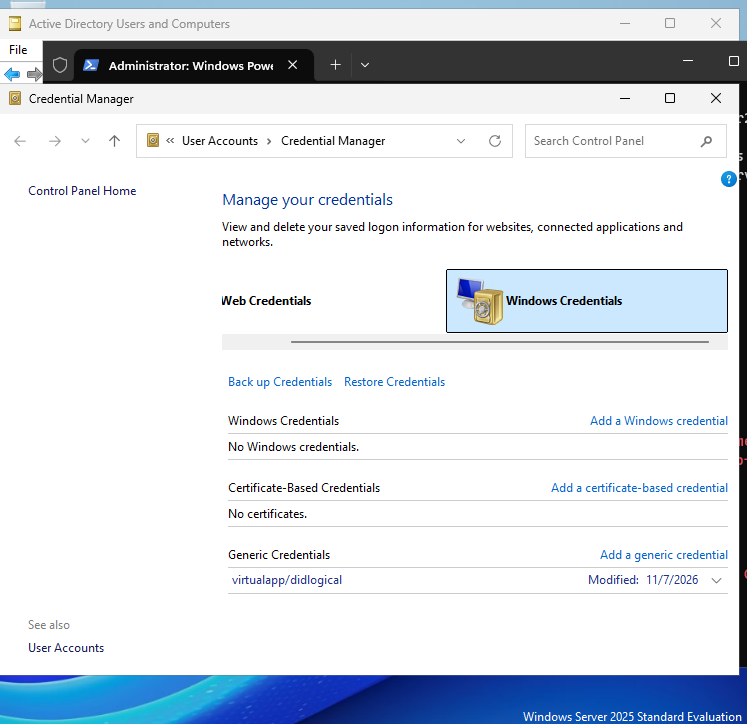 Active Directory Users and Computers
File
Administrator: Windows Powe
Credential Manager
« User Accounts > Credential Manager
Search Control Panel
Control Panel Home
Manage your credentials
View and delete your saved logon information for websites, connected applications and
networks.
Web Credentials
Windows Credentials
Back up Credentials Restore Credentials
Windows Credentials Add a Windows credential
No Windows credentials.
Certificate-Based Credentials Add a certificate-based credential
No certificates.
Generic Credentials Add a generic credential
virtualapp/didlogical Modified: 11/7/2026
See also
User Accounts
Windows Server 2025 Standard Evaluation